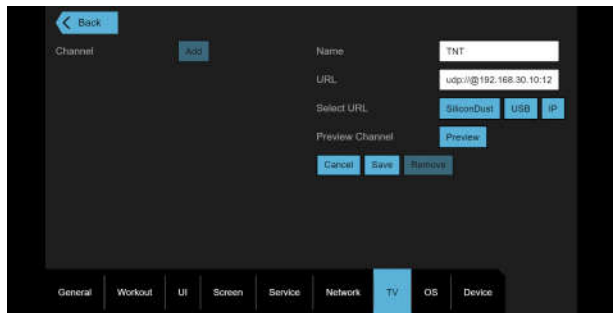 Back
Channel Add
Name TNT
URL udp://@192.168.30.10:12
Select URL SiliconDust USB IP
Preview Channel Preview
Cancel Save Remove
General Workout UI Screen Service Network TV OS Device